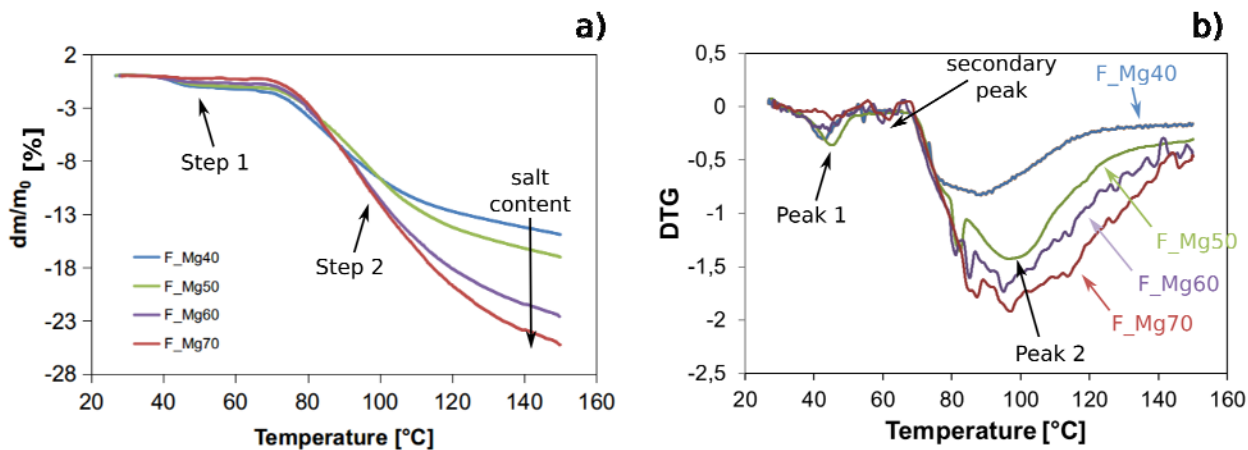 a)
2
-3
-8
-13
-18
-23
-28
dm/m0 [%]
Step 1
Step 2
salt
content
F_Mg40
F_Mg50
F_Mg60
F_Mg70
20 40 60 80 100 120 140 160
Temperature [°C]
b)
0,5
0
-0,5
-1
-1,5
-2
-2,5
DTG
secondary
peak
F_Mg40
Peak 1
F_Mg50
F_Mg60
F_Mg70
Peak 2
20 40 60 80 100 120 140 160
Temperature [°C]